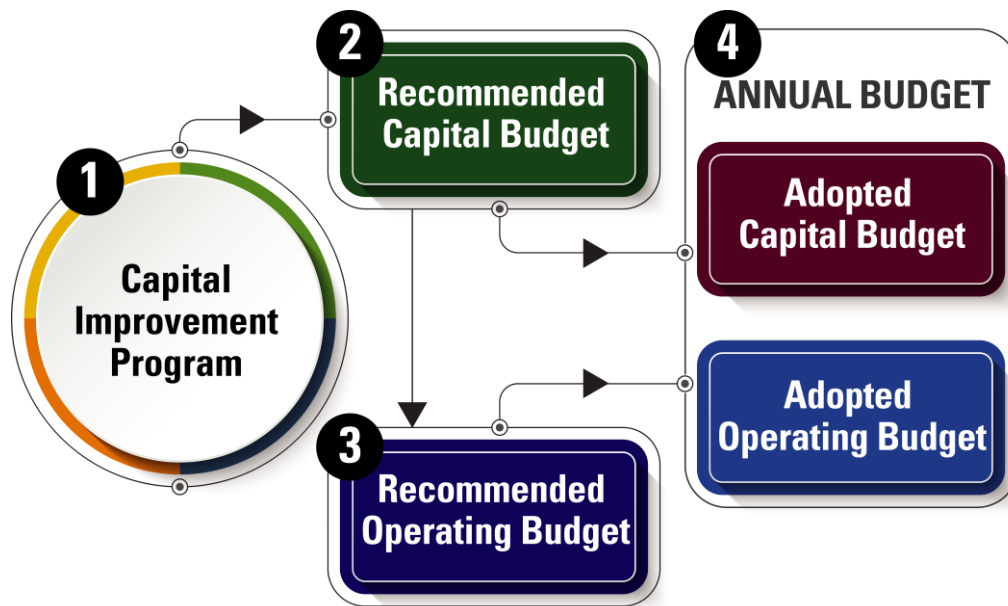 1
Capital
Improvement
Program
2
Recommended
Capital Budget
3
Recommended
Operating Budget
4
ANNUAL BUDGET
Adopted
Capital Budget
Adopted
Operating Budget